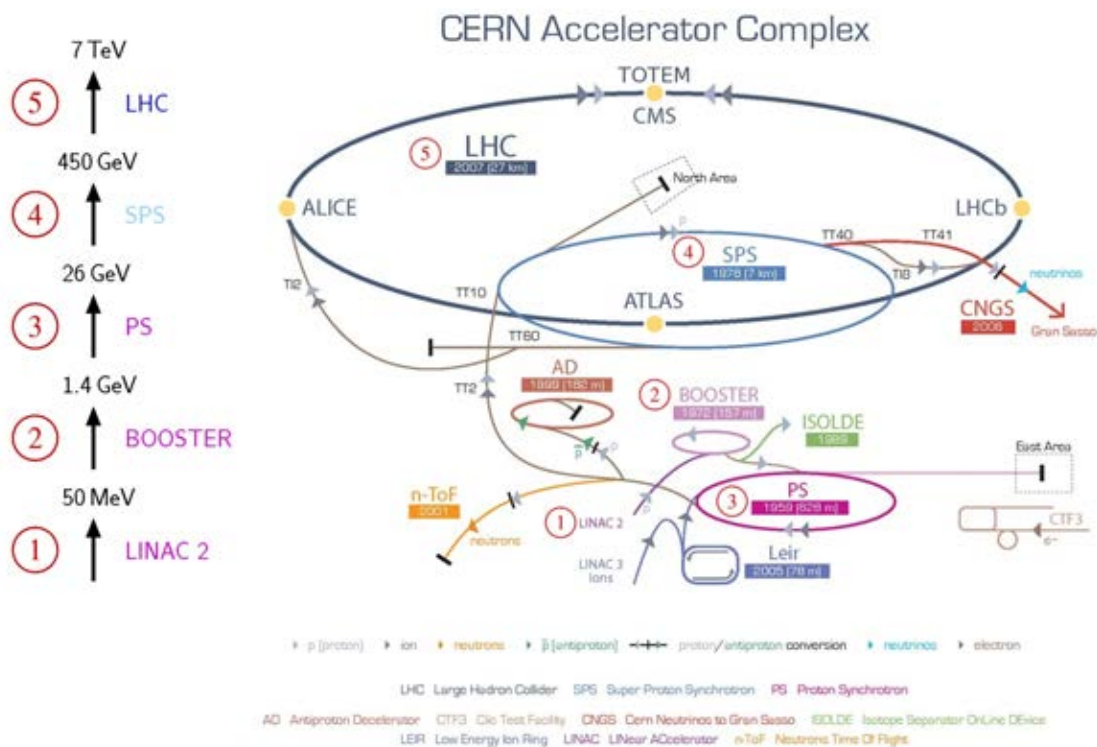 CERN Accelerator Complex
7 TeV
5 LHC
450 GeV
4 SPS
26 GeV
3 PS
1.4 GeV
2 BOOSTER
50 MeV
1 LINAC 2
TOTEM
CMS
5 LHC
2007 (27 km)
North Area
ALICE
LHCb
p
TT40
TT41
4 SPS
1976 (7 km)
TI8
neutrinos
TI2
TT10
ATLAS
CNGS
2006
Gran Sasso
TT60
AD
1999 (182 m)
TT2
2 BOOSTER
1972 (157 m)
ISOLDE
1989
p̄
p
East Area
n-ToF
2001
3 PS
1959 (628 m)
1 LINAC 2
p
neutrons
CTF3
e-
LINAC 3
Ions
Leir
2005 (78 m)
p [proton] ion neutrons p̄ [antiproton] proton/antiproton conversion neutrinos electron
LHC Large Hadron Collider SPS Super Proton Synchrotron PS Proton Synchrotron
AD Antiproton Decelerator CTF3 Clic Test Facility CNGS Cern Neutrinos to Gran Sasso ISOLDE Isotope Separator OnLine DEvice
LEIR Low Energy Ion Ring LINAC LINear ACcelerator n-ToF Neutrons Time Of Flight